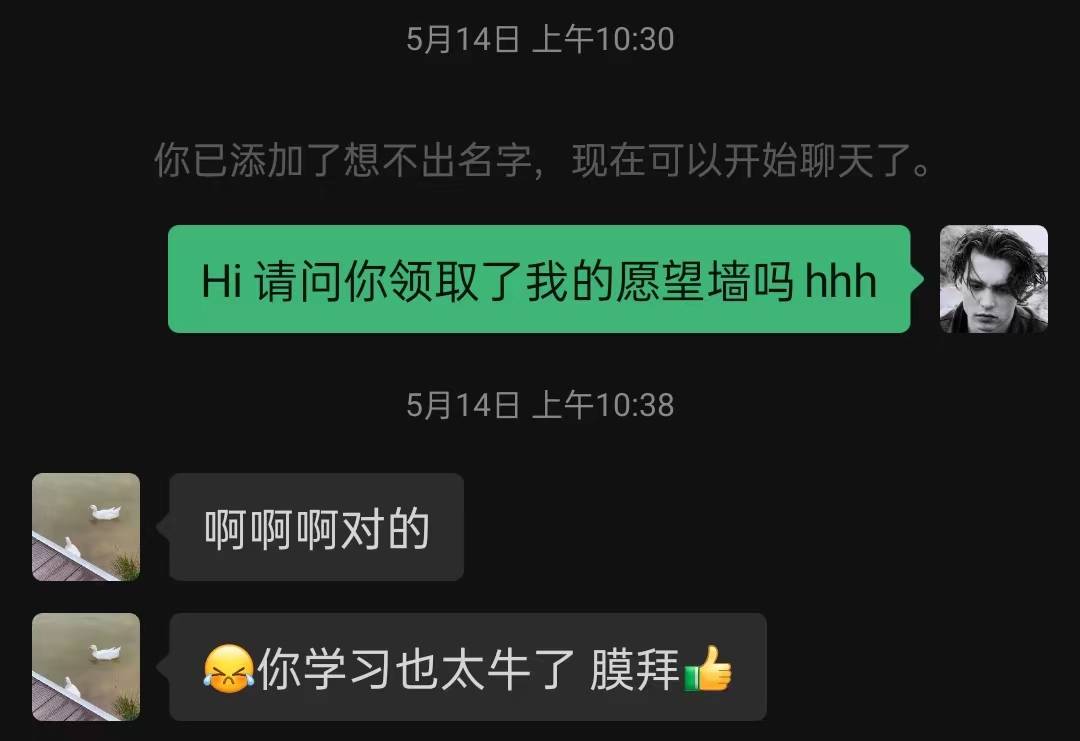 5月14日 上午10:30
你已添加了想不出名字，现在可以开始聊天了。
Hi 请问你领取了我的愿望墙吗 hhh
5月14日 上午10:38
啊啊啊对的
😭你学习也太牛了 膜拜👍